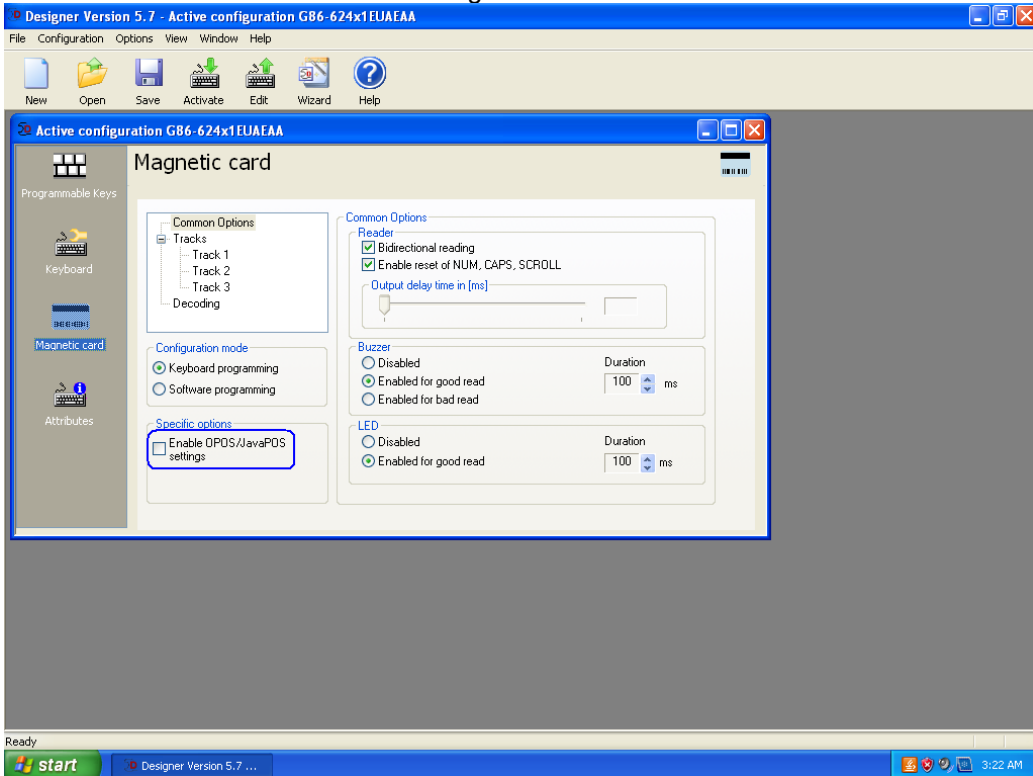 Designer Version 5.7 - Active configuration G86-624x1EUAEAA
File Configuration Options View Window Help
New Open Save Activate Edit Wizard Help
Active configuration G86-624x1EUAEAA
Programmable Keys
Keyboard
Magnetic card
Attributes
Magnetic card
Common Options
Tracks
Track 1
Track 2
Track 3
Decoding
Configuration mode
Keyboard programming
Software programming
Specific options
Enable OPOS/JavaPOS
settings
Common Options
Reader
Bidirectional reading
Enable reset of NUM, CAPS, SCROLL
Output delay time in [ms]
Buzzer
Disabled
Enabled for good read
Enabled for bad read
Duration
100 ms
LED
Disabled
Enabled for good read
Duration
100 ms
Ready
start
Designer Version 5.7 ...
3:22 AM